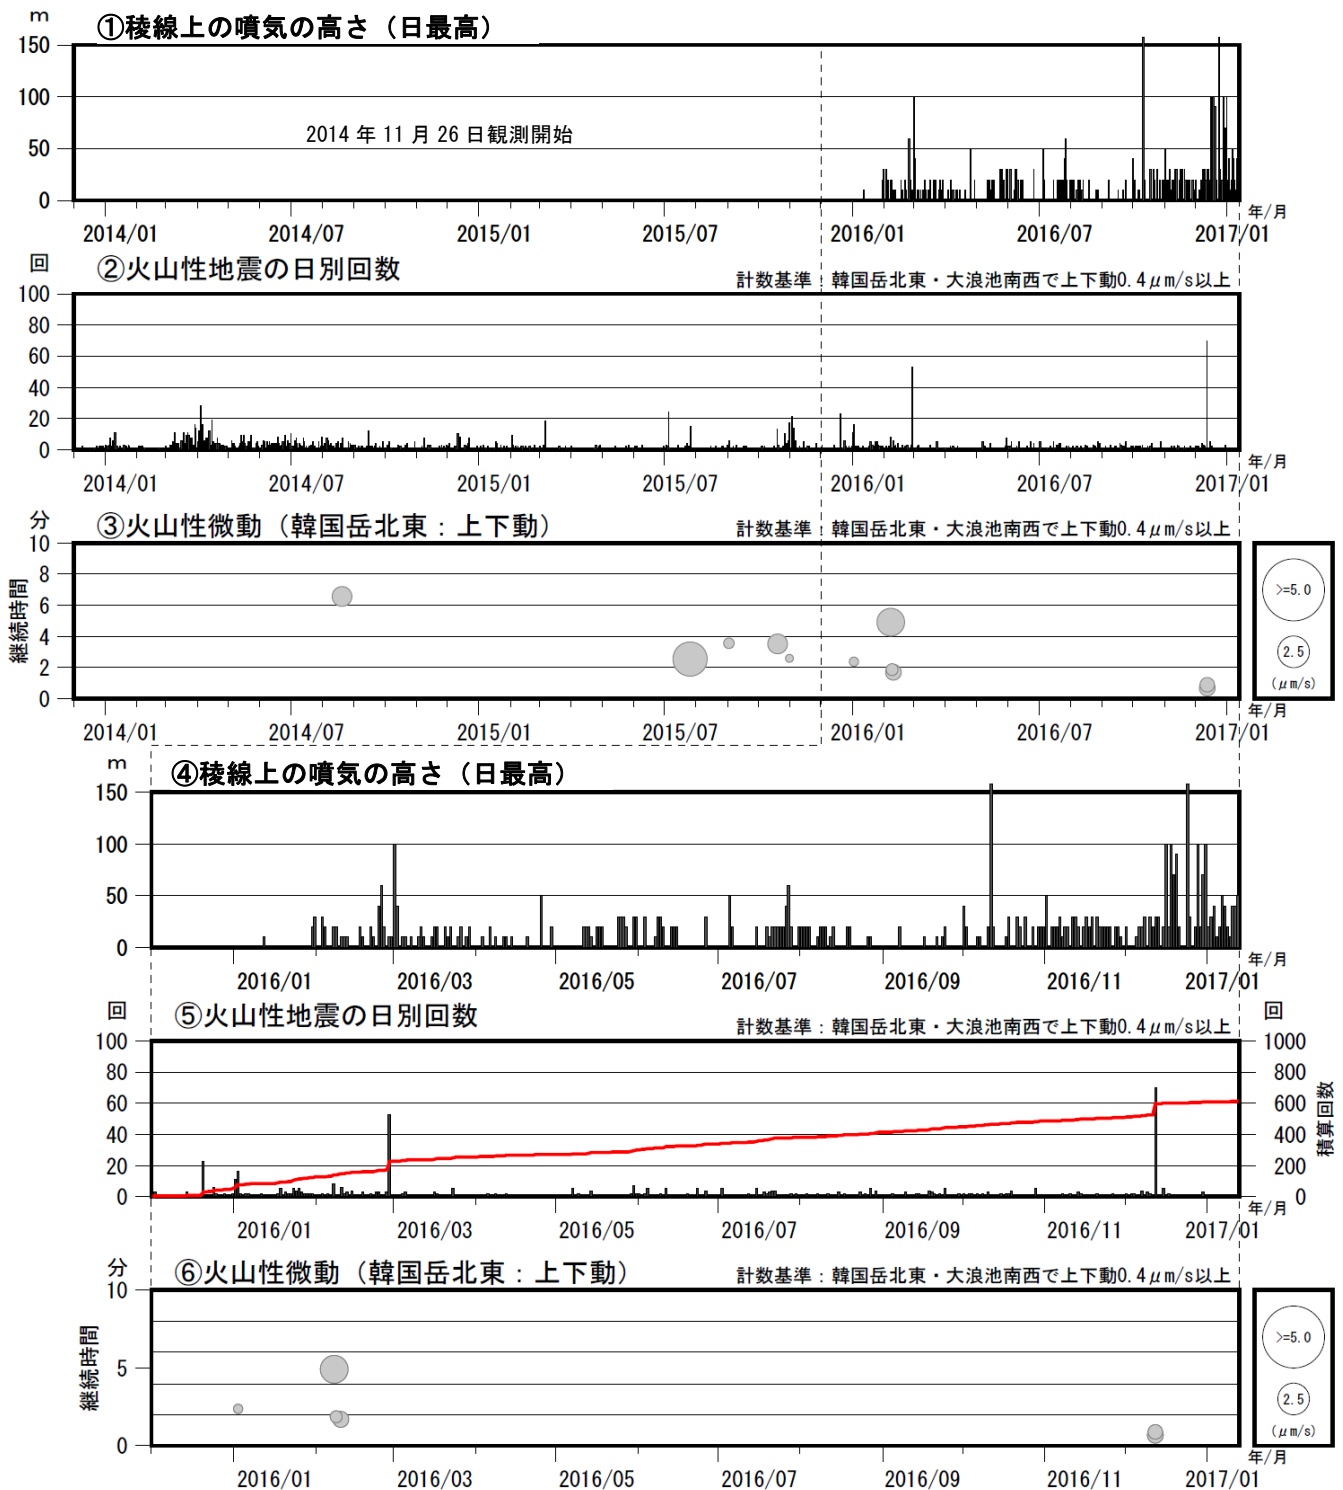 m
①稜線上の噴気の高さ（日最高）
150
100
50
0
2014 年 11 月 26 日観測開始
2014/01 2014/07 2015/01 2015/07 2016/01 2016/07 2017/01
年/月
回
②火山性地震の日別回数
計数基準：韓国岳北東・大浪池南西で上下動0.4μm/s以上
100
80
60
40
20
0
年/月
2014/01 2014/07 2015/01 2015/07 2016/01 2016/07 2017/01
分
③火山性微動（韓国岳北東：上下動）
計数基準：韓国岳北東・大浪池南西で上下動0.4μm/s以上
継続時間
10
8
6
4
2
0
>=5.0
2.5
(μm/s)
年/月
2014/01 2014/07 2015/01 2015/07 2016/01 2016/07 2017/01
m
④稜線上の噴気の高さ（日最高）
150
100
50
0
年/月
2016/01 2016/03 2016/05 2016/07 2016/09 2016/11 2017/01
回
⑤火山性地震の日別回数
計数基準：韓国岳北東・大浪池南西で上下動0.4μm/s以上
回
100
80
60
40
20
0
1000
800
600
400
200
0
積算回数
年/月
2016/01 2016/03 2016/05 2016/07 2016/09 2016/11 2017/01
分
⑥火山性微動（韓国岳北東：上下動）
計数基準：韓国岳北東・大浪池南西で上下動0.4μm/s以上
継続時間
10
5
0
>=5.0
2.5
(μm/s)
年/月
2016/01 2016/03 2016/05 2016/07 2016/09 2016/11 2017/01